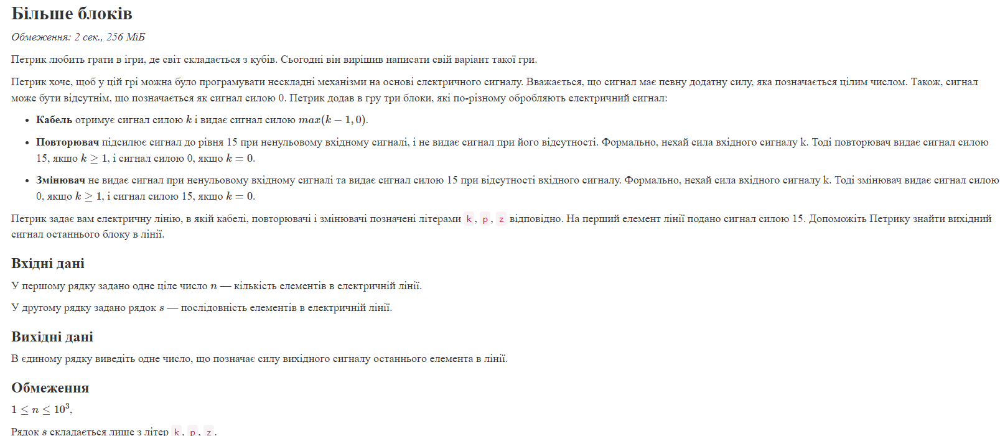 Більше блоків
Обмеження: 2 сек., 256 МіБ
Петрик любить грати в ігри, де світ складається з кубів. Сьогодні він вирішив написати свій варіант такої гри.
Петрик хоче, щоб у цій грі можна було програмувати нескладні механізми на основі електричного сигналу. Вважається, що сигнал має певну додатну силу, яка позначається цілим числом. Також, сигнал
може бути відсутнім, що позначається як сигнал силою 0. Петрик додав в гру три блоки, які по-різному обробляють електричний сигнал:
• Кабель отримує сигнал силою k і видає сигнал силою max(k − 1, 0).
• Повторювач підсилює сигнал до рівня 15 при ненульовому вхідному сигналі, і не видає сигнал при його відсутності. Формально, нехай сила вхідного сигналу k. Тоді повторювач видає сигнал силою
15, якщо k ≥ 1, і сигнал силою 0, якщо k = 0.
• Змінювач не видає сигнал при ненульовому вхідному сигналі та видає сигнал силою 15 при відсутності вхідного сигналу. Формально, нехай сила вхідного сигналу k. Тоді змінювач видає сигнал силою
0, якщо k ≥ 1, і сигнал силою 15, якщо k = 0.
Петрик задає вам електричну лінію, в якій кабелі, повторювачі і змінювачі позначені літерами k, p, z відповідно. На перший елемент лінії подано сигнал силою 15. Допоможіть Петрику знайти вихідний
сигнал останнього блоку в лінії.
Вхідні дані
У першому рядку задано одне ціле число n — кількість елементів в електричній лінії.
У другому рядку задано рядок s — послідовність елементів в електричній лінії.
Вихідні дані
В єдиному рядку виведіть одне число, що позначає силу вихідного сигналу останнього елемента в лінії.
Обмеження
1 ≤ n ≤ 10³,
Рядок s складається лише з літер k, p, z.